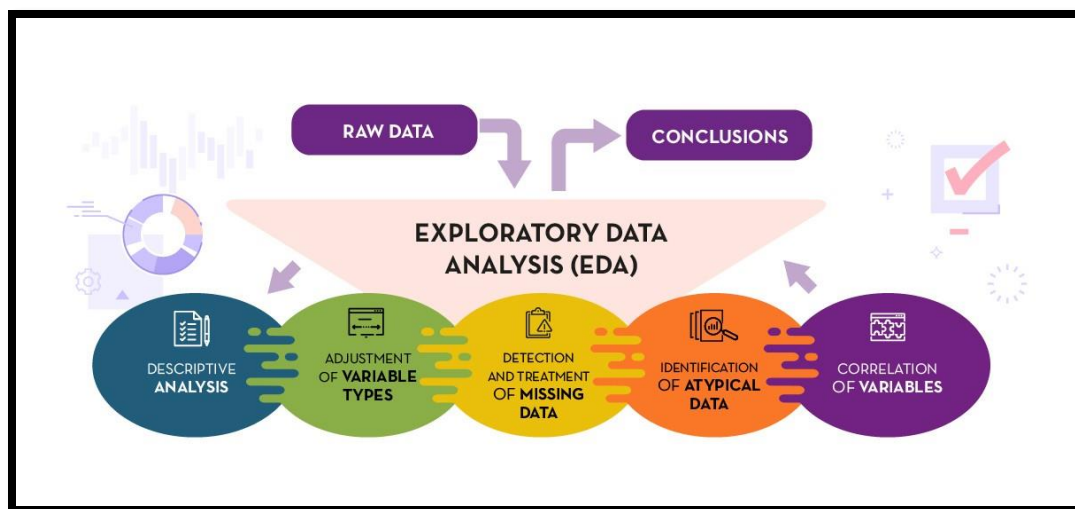 RAW DATA
CONCLUSIONS
EXPLORATORY DATA
ANALYSIS (EDA)
DESCRIPTIVE
ANALYSIS
ADJUSTMENT
OF VARIABLE
TYPES
DETECTION
AND TREATMENT
OF MISSING
DATA
IDENTIFICATION
OF ATYPICAL
DATA
CORRELATION
OF VARIABLES